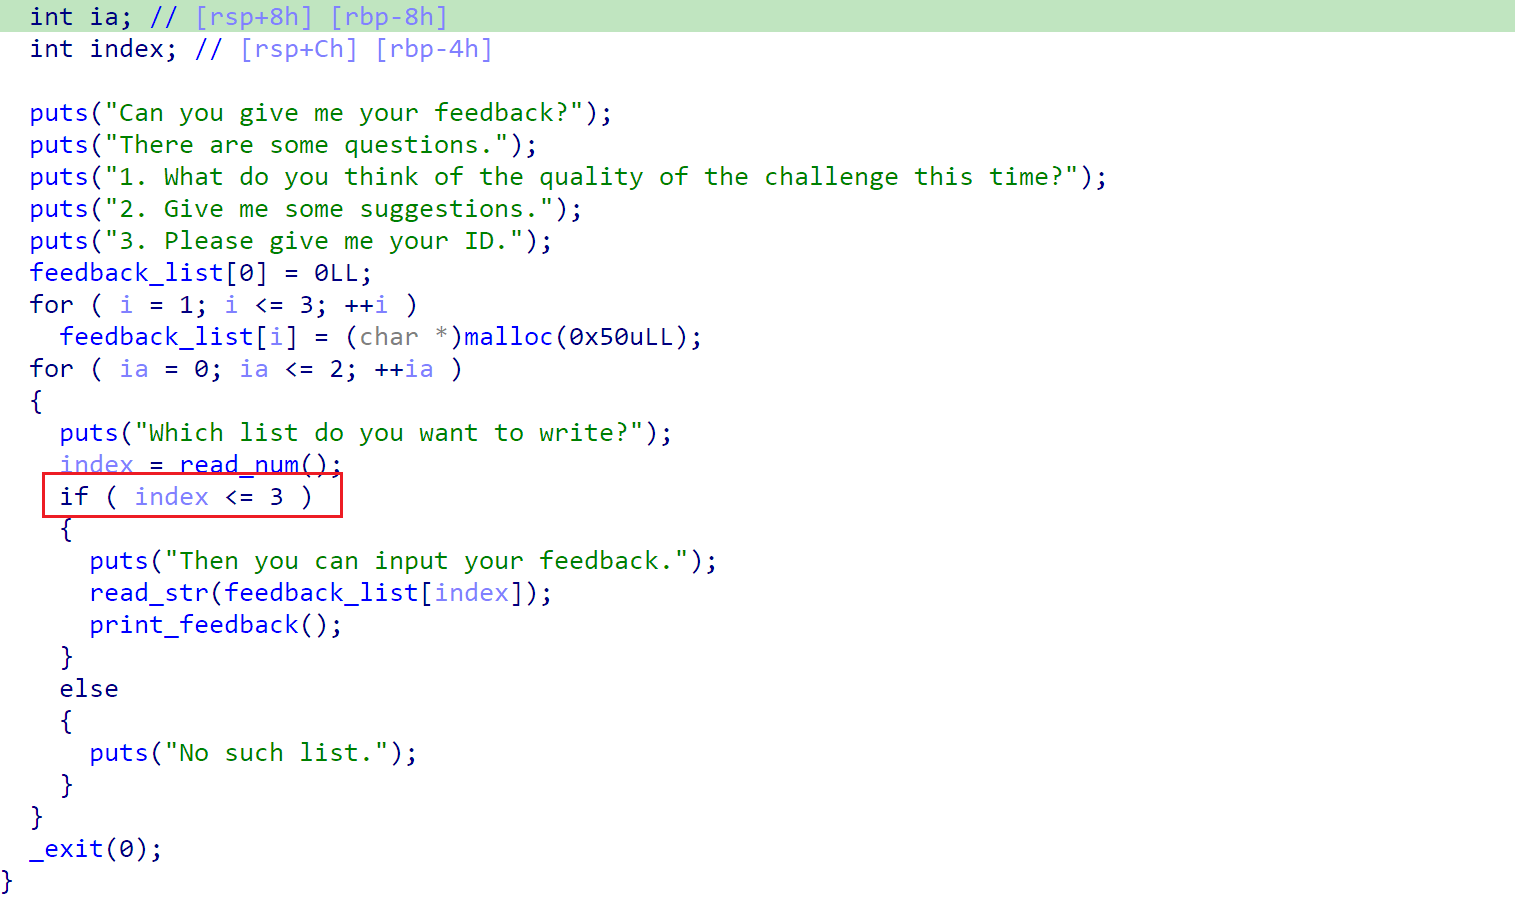 int ia; // [rsp+8h] [rbp-8h]
int index; // [rsp+Ch] [rbp-4h]
puts("Can you give me your feedback?");
puts("There are some questions.");
puts("1. What do you think of the quality of the challenge this time?");
puts("2. Give me some suggestions.");
puts("3. Please give me your ID.");
feedback_list[0] = 0LL;
for ( i = 1; i <= 3; ++i )
feedback_list[i] = (char *)malloc(0x50uLL);
for ( ia = 0; ia <= 2; ++ia )
{
puts("Which list do you want to write?");
index = read_num();
if ( index <= 3 )
{
puts("Then you can input your feedback.");
read_str(feedback_list[index]);
print_feedback();
}
else
{
puts("No such list.");
}
}
_exit(0);
}